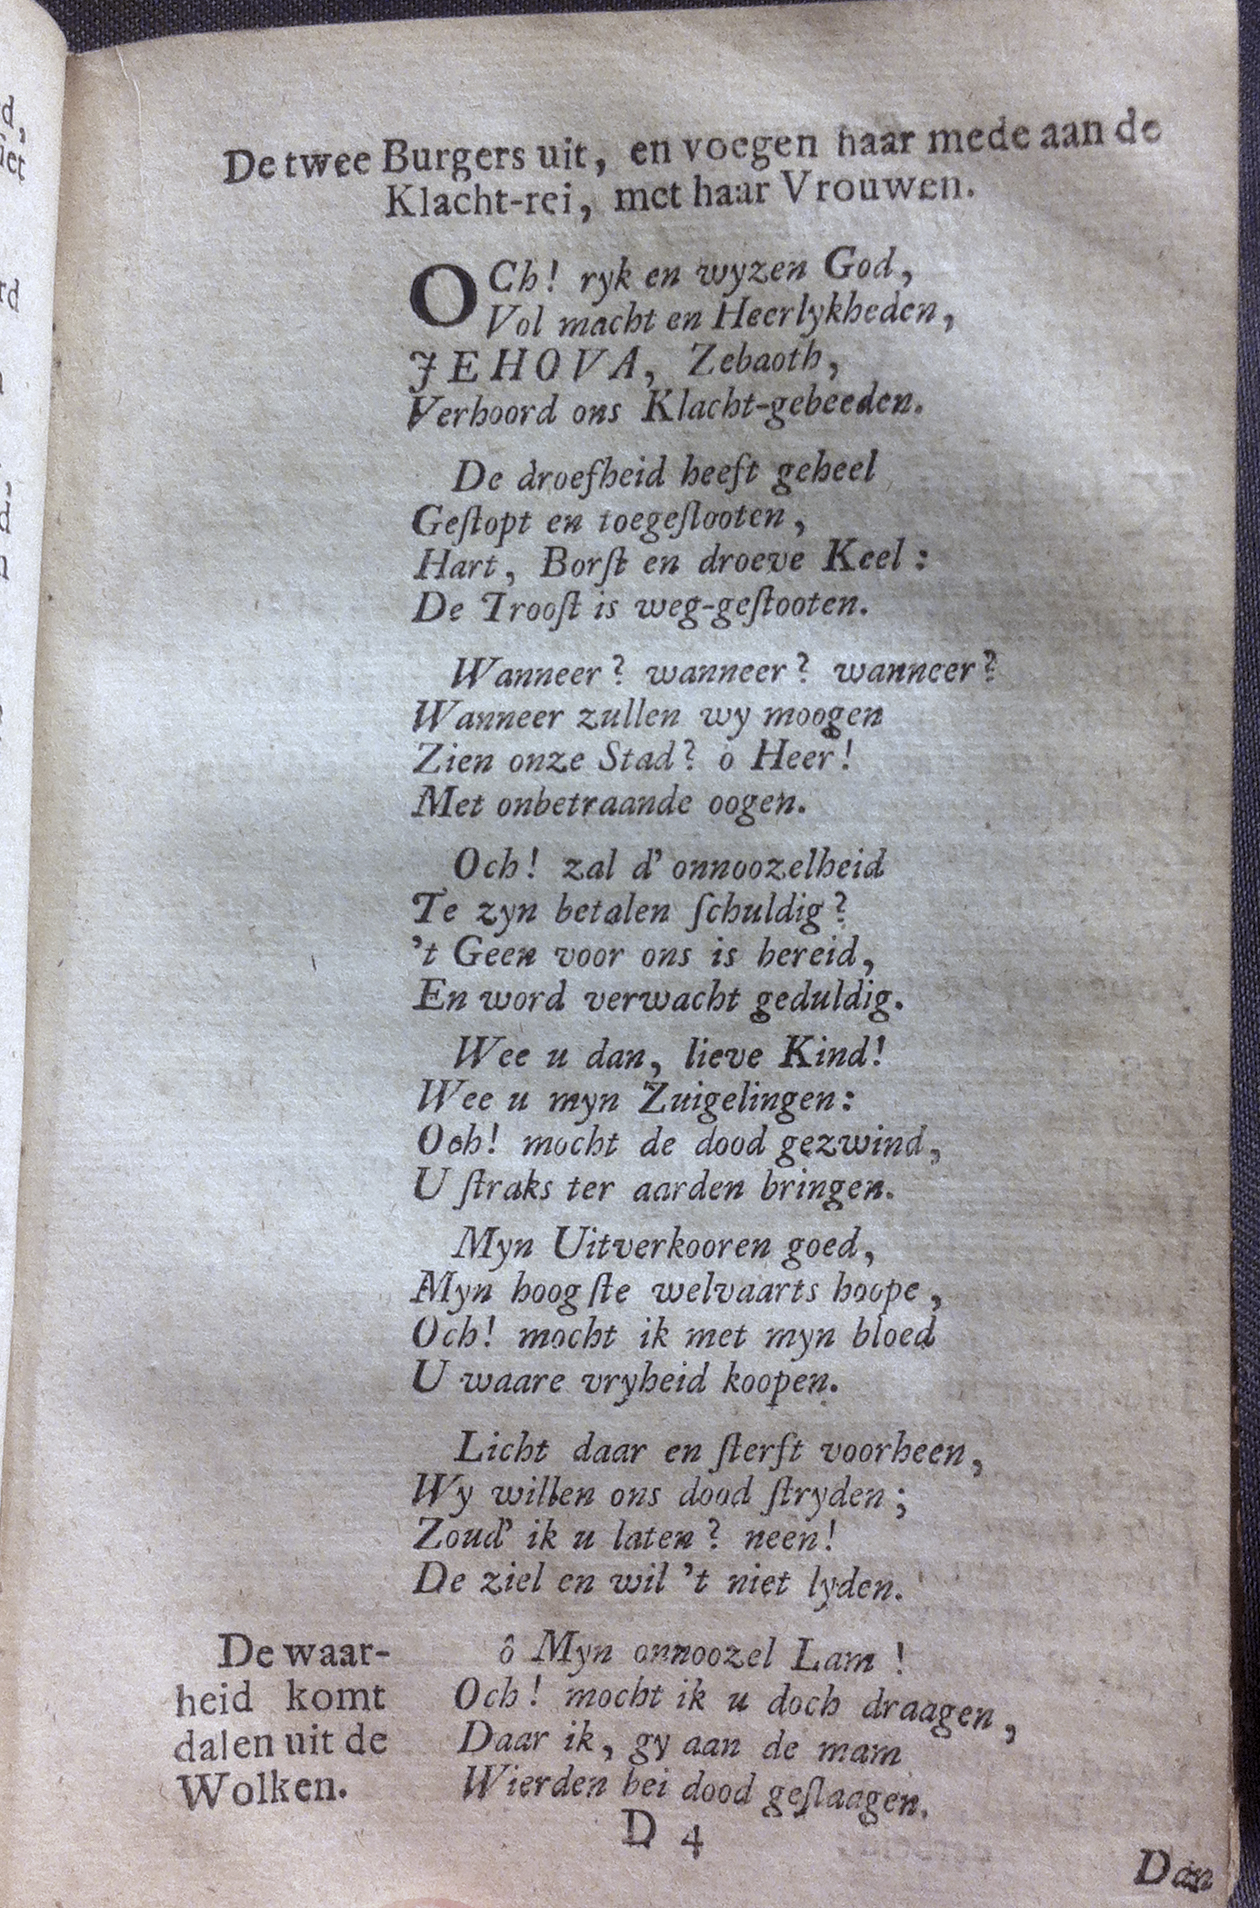 De twee Burgers uit, en voegen haar mede aan de
Klacht-rei, met haar Vrouwen.
OCh! ryk en wyzen God,
Vol macht en Heerlykheden,
JEHOVA, Zebaoth,
Verhoord ons Klacht-gebeeden.
De droefheid heeft geheel
Geſtopt en toegeſlooten,
Hart, Borſt en droeve Keel:
De Trooſt is weg-geſtooten.
Wanneer? wanneer? wanneer?
Wanneer zullen wy moogen
Zien onze Stad? o Heer!
Met onbetraande oogen.
Och! zal d' onnoozelheid
Te zyn betalen ſchuldig?
't Geen voor ons is bereid,
En word verwacht geduldig.
Wee u dan, lieve Kind!
Wee u myn Zuigelingen:
Och! mocht de dood gezwind,
U ſtraks ter aarden bringen.
Myn Uitverkooren goed,
Myn hoogſte welvaarts hoope,
Och! mocht ik met myn bloed
U waare vryheid koopen.
Licht daar en ſterft voorheen,
Wy willen ons dood ſtryden;
Zoud' ik u laten? neen!
De ziel en wil 't niet lyden.
De waar-
heid komt
dalen uit de
Wolken.
ô Myn onnoozel Lam!
Och! mocht ik u doch draagen,
Daar ik, gy aan de mam
Wierden bei dood geſlaagen.
D 4
Dan